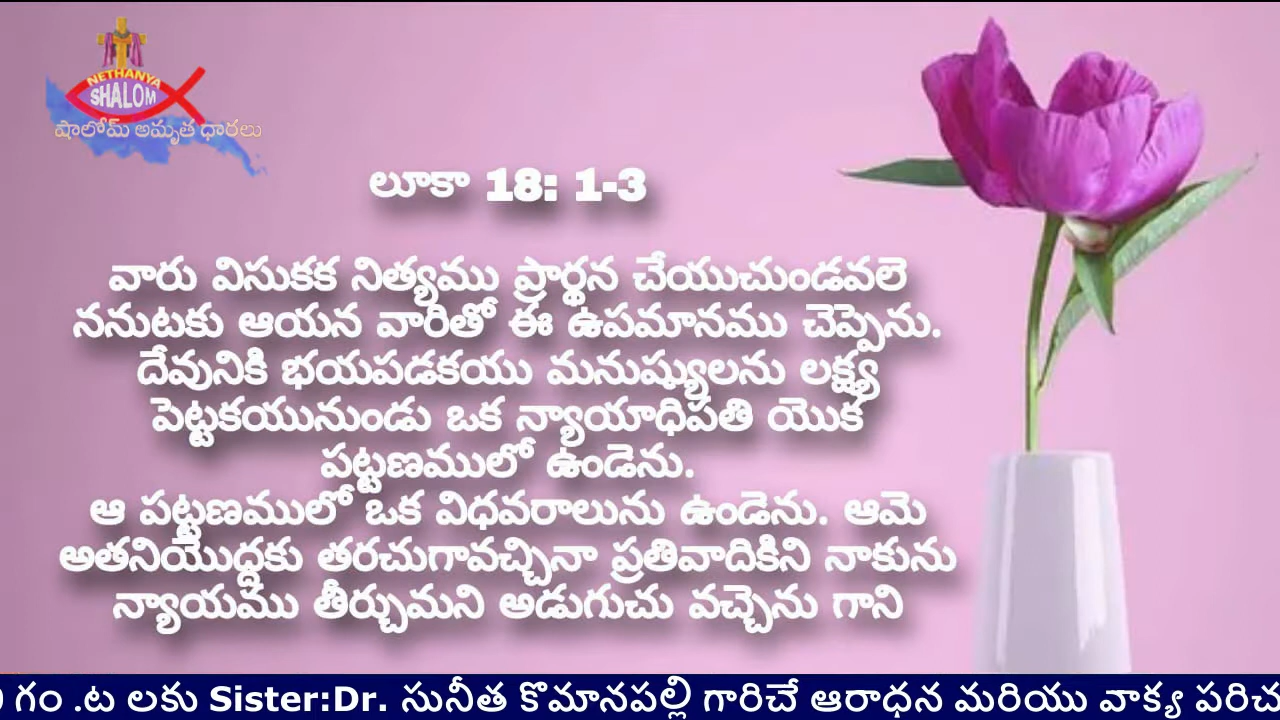 NETHANYA
SHALOM
షాలోమ్ అమృత ధారలు
లూకా 18: 1-3
వారు విసుకక నిత్యము ప్రార్థన చేయుచుండవలె
ననుటకు ఆయన వారితో ఈ ఉపమానము చెప్పెను.
దేవునికి భయపడకయు మనుష్యులను లక్ష్య
పెట్టకయునుండు ఒక న్యాయాధిపతి యొక
పట్టణములో ఉండెను.
ఆ పట్టణములో ఒక విధవరాలును ఉండెను. ఆమె
అతనియొద్దకు తరచుగావచ్చినా ప్రతివాదికిని నాకును
న్యాయము తీర్చుమని అడుగుచు వచ్చెను గాని
గం .ట లకు Sister:Dr. సునీత కొమానపల్లి గారిచే ఆరాధన మరియు వాక్య పరిచ